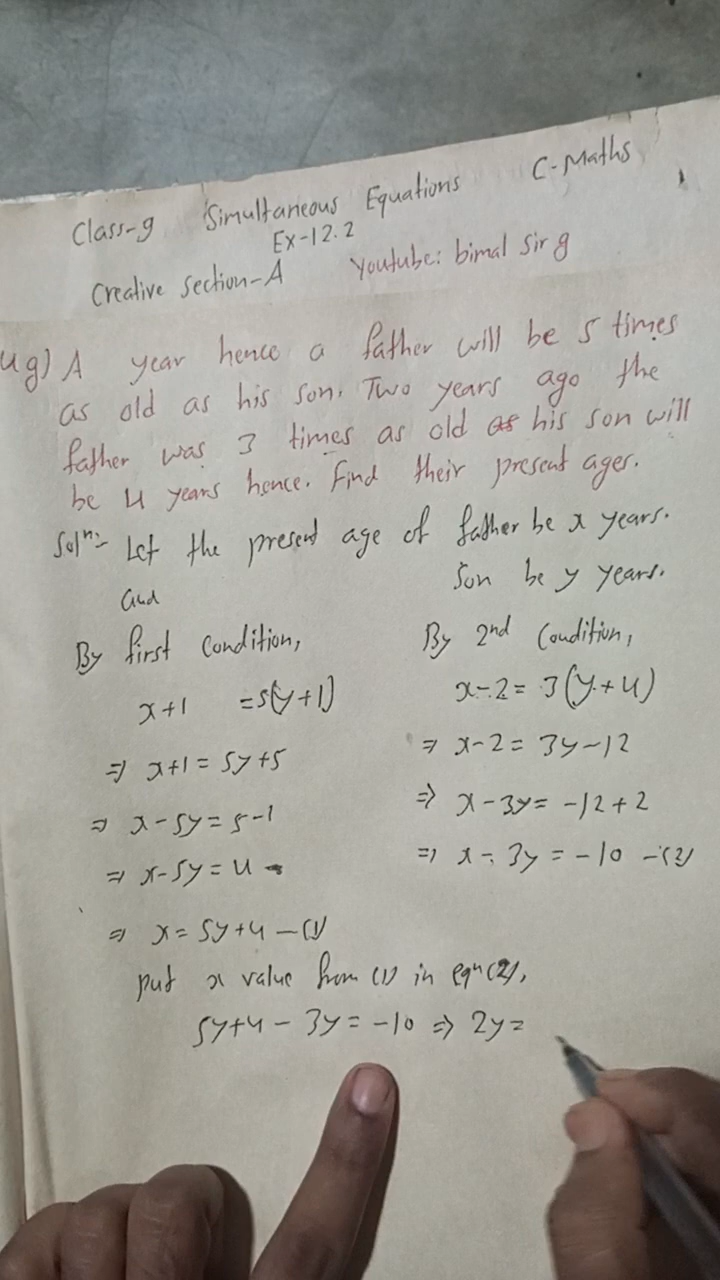 Class-9 Simultaneous Equations C-Maths
Ex-12.2
Creative section-A Youtube: bimal sir g
4g) A year hence a father will be 5 times
as old as his son. Two years ago the
father was 3 times as old as his son will
be 4 years hence. Find their present ages.
Solⁿ:- Let the present age of father be x years.
and son be y years.
By first condition,
x+1 =5(y+1)
=> x+1 = 5y+5
=> x-5y = 5-1
=> x-5y = 4
=> x = 5y+4 -(1)
By 2nd Condition,
x-2 = 3(y+4)
=> x-2 = 3y-12
=> x-3y = -12+2
=> x-3y = -10 -(2)
put x value from (1) in eqⁿ(2),
5y+4 - 3y = -10 => 2y =